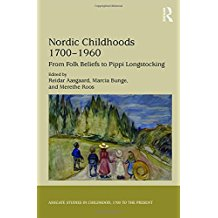 R
Nordic Childhoods
1700–1960
From Folk Beliefs to Pippi Longstocking
Edited by
Reidar Aasgaard, Marcia Bunge,
and Merethe Roos
ASHGATE STUDIES IN CHILDHOOD, 1700 TO THE PRESENT